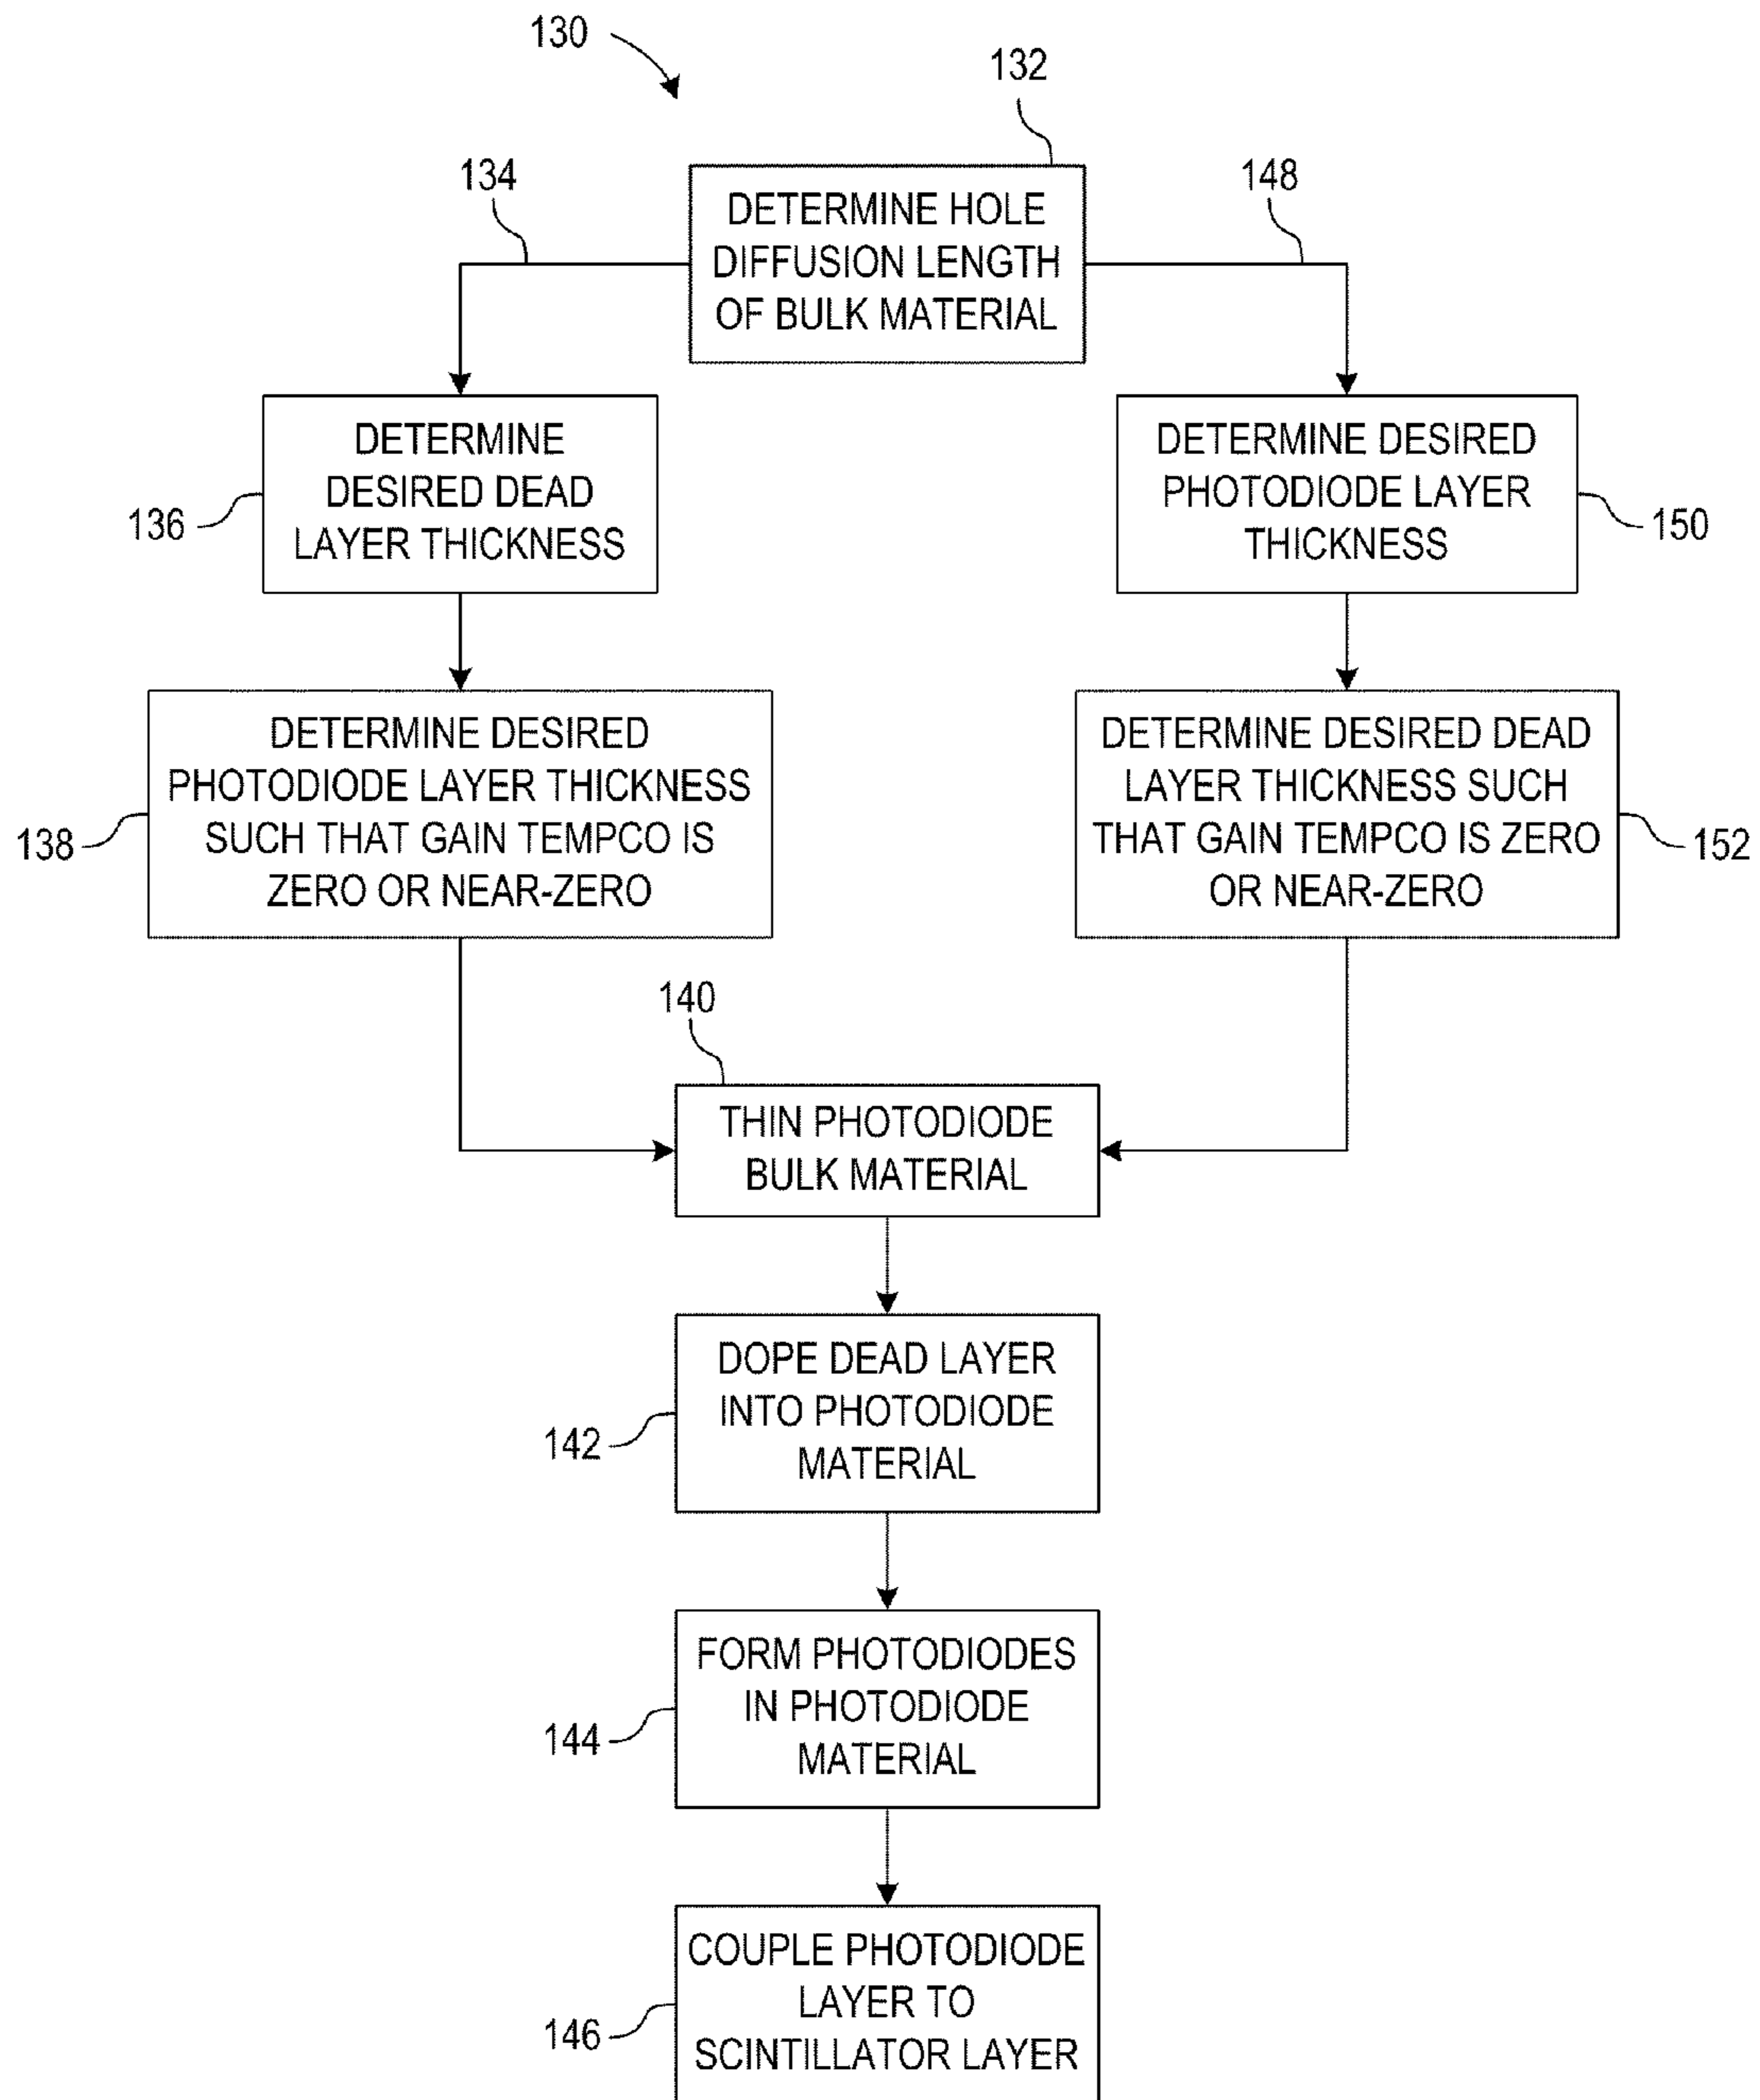 130
132
134
148
DETERMINE HOLE
DIFFUSION LENGTH
OF BULK MATERIAL
DETERMINE
DESIRED DEAD
LAYER THICKNESS
136
DETERMINE DESIRED
PHOTODIODE LAYER
THICKNESS
150
DETERMINE DESIRED
PHOTODIODE LAYER THICKNESS
SUCH THAT GAIN TEMPCO IS
ZERO OR NEAR-ZERO
138
DETERMINE DESIRED DEAD
LAYER THICKNESS SUCH
THAT GAIN TEMPCO IS ZERO
OR NEAR-ZERO
152
140
THIN PHOTODIODE
BULK MATERIAL
DOPE DEAD LAYER
INTO PHOTODIODE
MATERIAL
142
FORM PHOTODIODES
IN PHOTODIODE
MATERIAL
144
COUPLE PHOTODIODE
LAYER TO
SCINTILLATOR LAYER
146